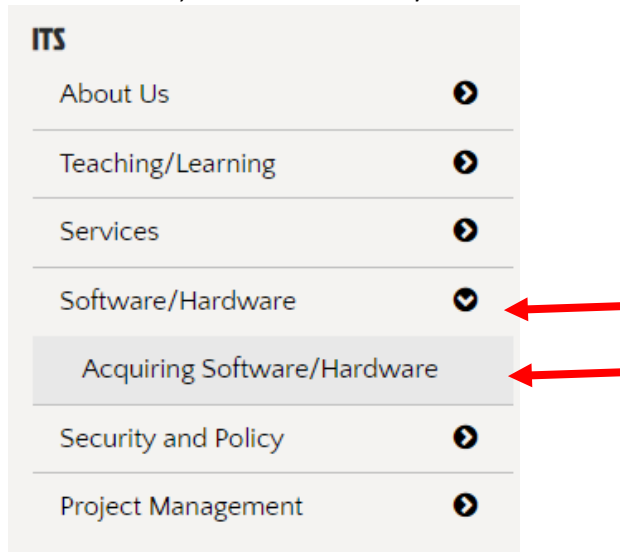 ITS
About Us
Teaching/Learning
Services
Software/Hardware
Acquiring Software/Hardware
Security and Policy
Project Management